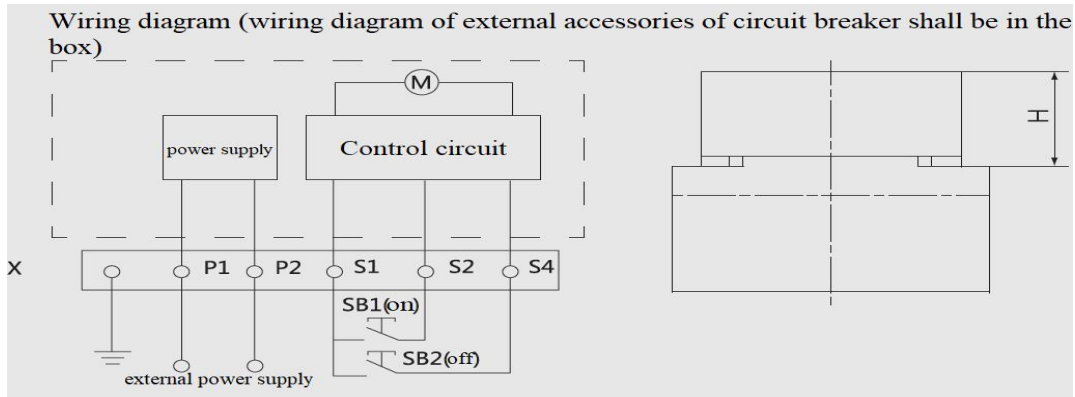 Wiring diagram (wiring diagram of external accessories of circuit breaker shall be in the
box)
M
power supply
Control circuit
H
X
P1
P2
S1
S2
S4
SB1(on)
SB2(off)
external power supply